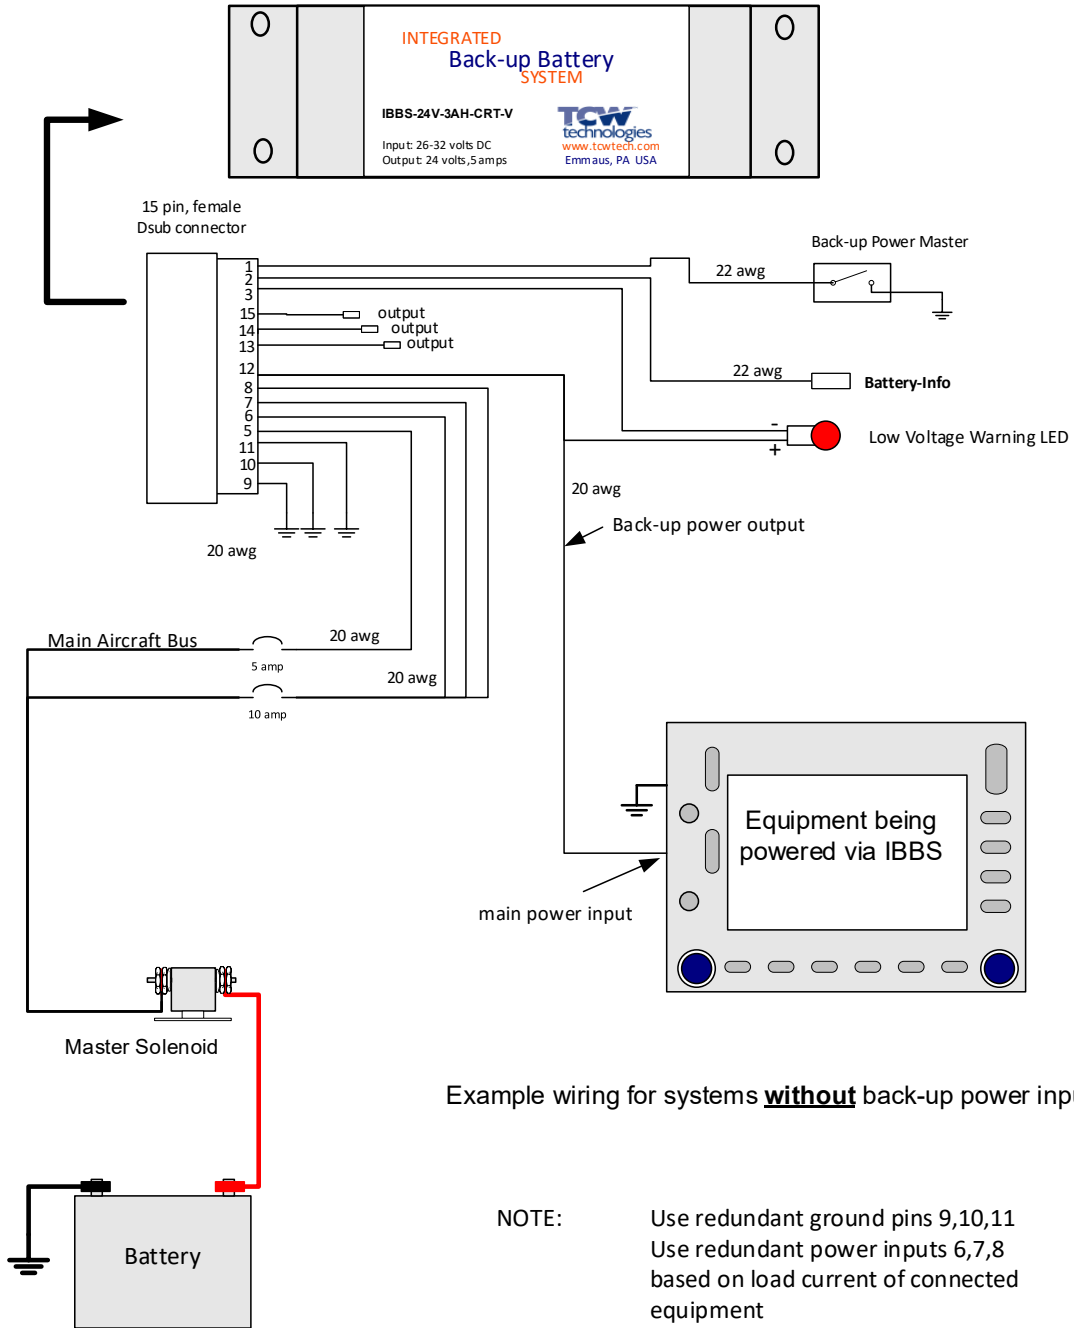 INTEGRATED
Back-up Battery
SYSTEM
IBBS-24V-3AH-CRT-V
Input: 26-32 volts DC
Output: 24 volts,5 amps
TCW
technologies
www.tcwtech.com
Emmaus, PA USA
15 pin, female
Dsub connector
1
2
3
15
14
13
12
8
7
6
5
11
10
9
output
output
output
22 awg
Back-up Power Master
22 awg
Battery-Info
-
+
Low Voltage Warning LED
20 awg
Back-up power output
20 awg
Main Aircraft Bus
5 amp
20 awg
10 amp
20 awg
Equipment being
powered via IBBS
main power input
Master Solenoid
Battery
Example wiring for systems without back-up power inpu
NOTE:
Use redundant ground pins 9,10,11
Use redundant power inputs 6,7,8
based on load current of connected
equipment